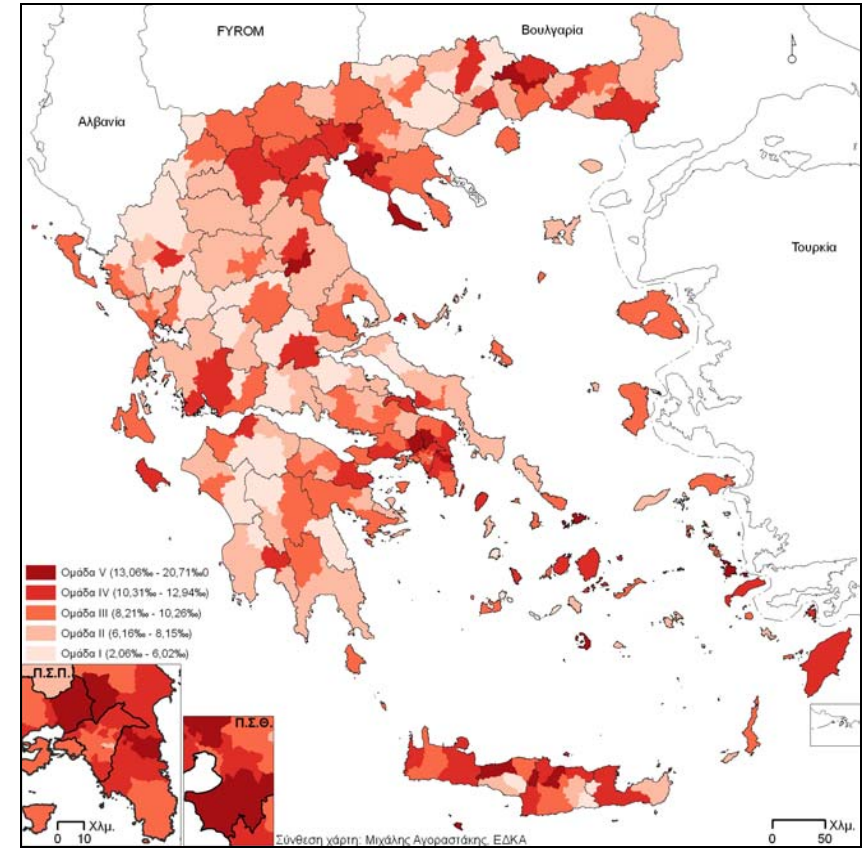 FYROM
Βουλγαρία
Αλβανία
Τουρκία
Ομάδα V (13,06‰ - 20,71‰0
Ομάδα IV (10,31‰ - 12,94‰)
Ομάδα III (8,21‰ - 10,26‰)
Ομάδα II (6,16‰ - 8,15‰)
Ομάδα I (2,06‰ - 6,02‰)
Π.Σ.Π.
Π.Σ.Θ.
Χλμ.
0 10
Σύνθεση χάρτη: Μιχάλης Αγοραστάκης, ΕΔΚΑ
Χλμ.
0 50